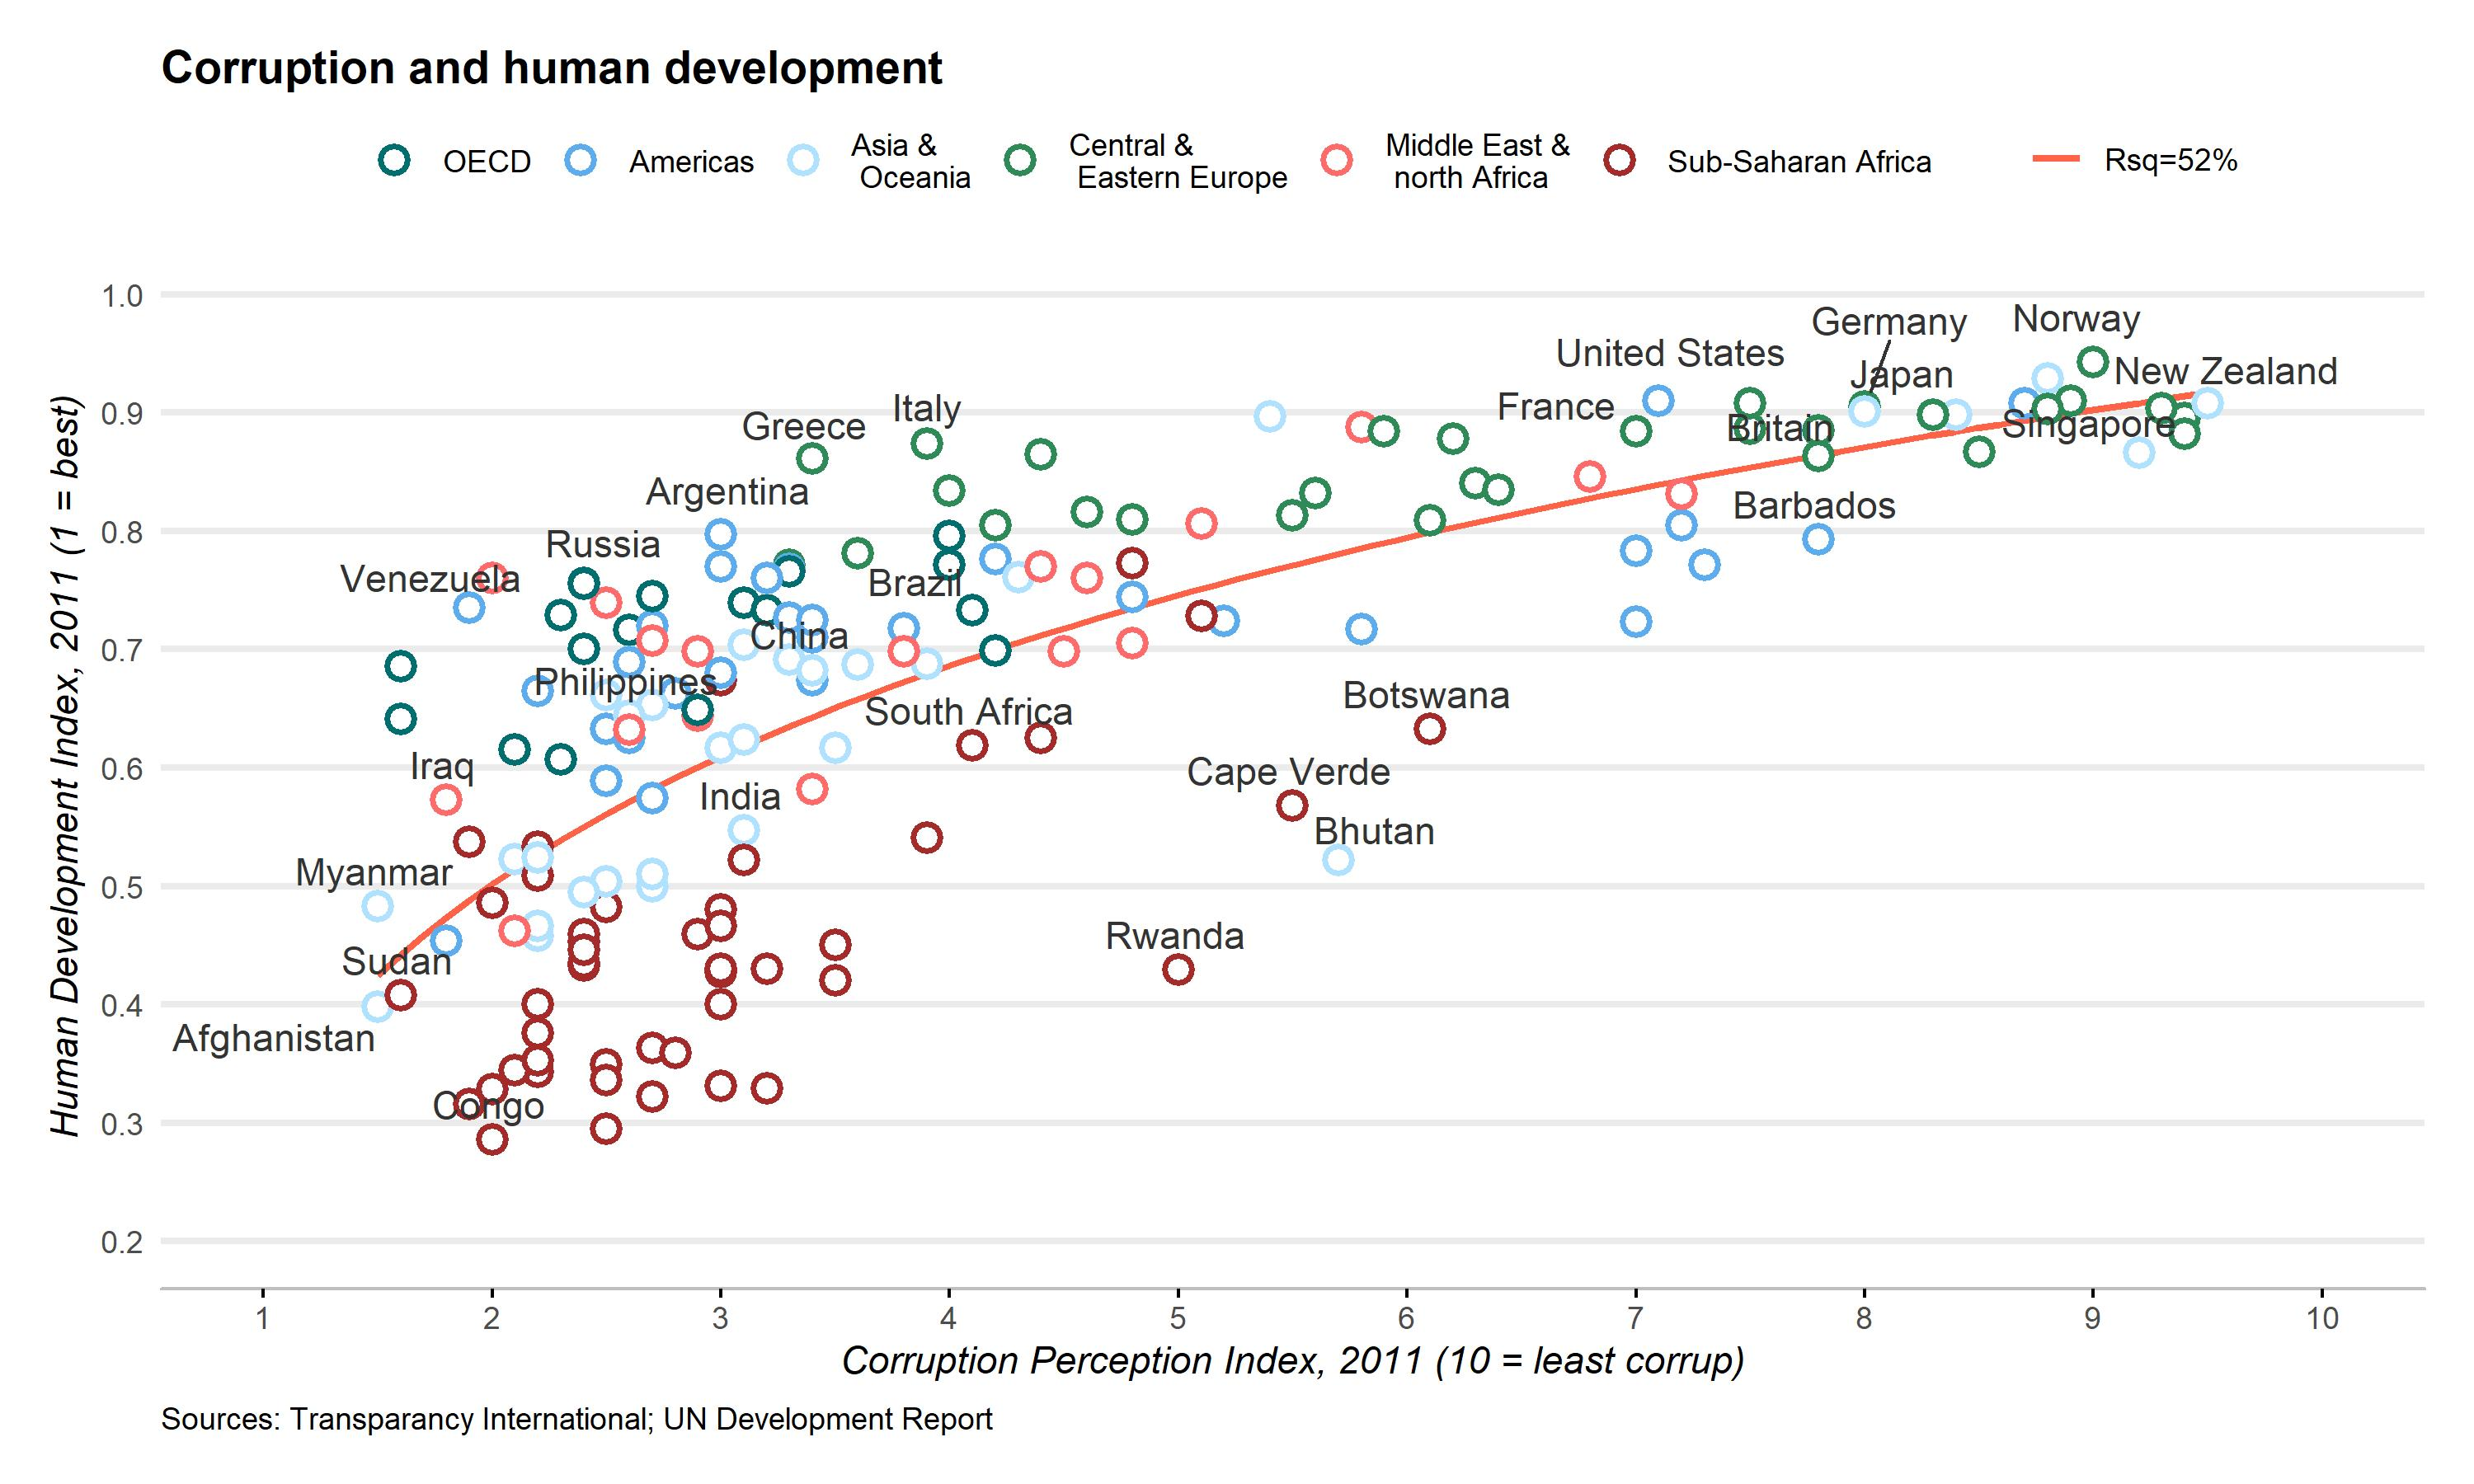 Corruption and human development
OECD
Americas
Asia &
Oceania
Central &
Eastern Europe
Middle East &
north Africa
Sub-Saharan Africa
Rsq=52%
Human Development Index, 2011 (1 = best)
1.0
0.9
0.8
0.7
0.6
0.5
0.4
0.3
0.2
Germany
Norway
United States
Japan
New Zealand
France
Italy
Greece
Britain
Singapore
Argentina
Barbados
Russia
Venezuela
Brazil
China
Philippines
South Africa
Botswana
Iraq
Cape Verde
India
Bhutan
Myanmar
Rwanda
Sudan
Afghanistan
Congo
1 2 3 4 5 6 7 8 9 10
Corruption Perception Index, 2011 (10 = least corrup)
Sources: Transparancy International; UN Development Report